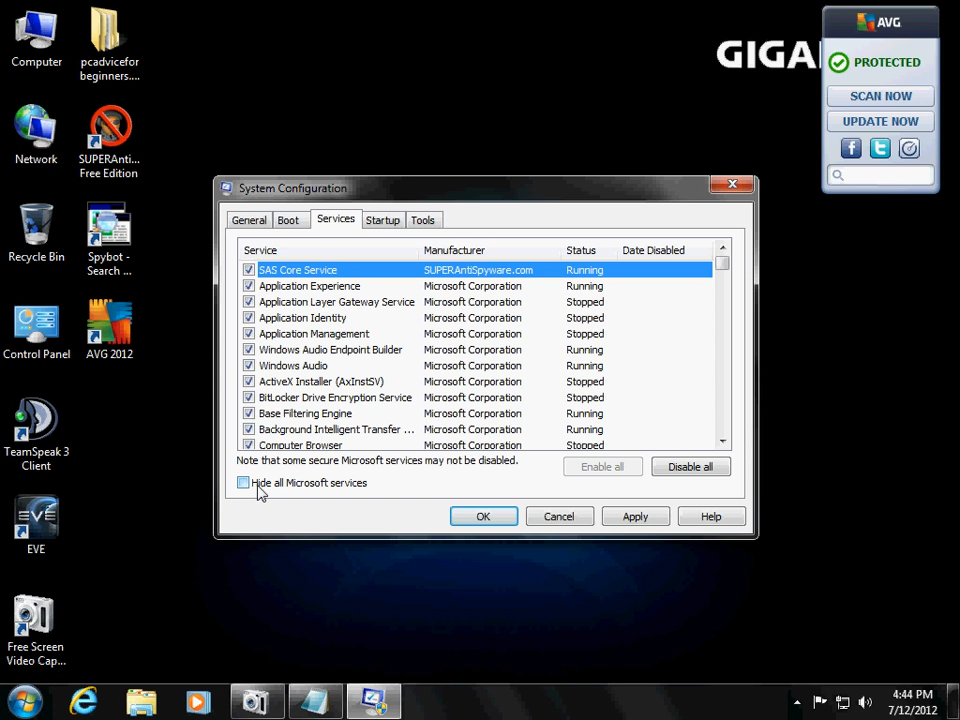 Computer
pcadvicefor
beginners....
Network
SUPERAnti...
Free Edition
Recycle Bin
Spybot -
Search ...
Control Panel
AVG 2012
TeamSpeak 3
Client
EVE
EVE
Free Screen
Video Cap...
AVG
PROTECTED
SCAN NOW
UPDATE NOW
System Configuration
General Boot Services Startup Tools
Service Manufacturer Status Date Disabled
SAS Core Service SUPERAntiSpyware.com Running
Application Experience Microsoft Corporation Running
Application Layer Gateway Service Microsoft Corporation Stopped
Application Identity Microsoft Corporation Stopped
Application Management Microsoft Corporation Stopped
Windows Audio Endpoint Builder Microsoft Corporation Running
Windows Audio Microsoft Corporation Running
ActiveX Installer (AxInstSV) Microsoft Corporation Stopped
BitLocker Drive Encryption Service Microsoft Corporation Stopped
Base Filtering Engine Microsoft Corporation Running
Background Intelligent Transfer ... Microsoft Corporation Running
Computer Browser Microsoft Corporation Stopped
Note that some secure Microsoft services may not be disabled.
Enable all Disable all
Hide all Microsoft services
OK Cancel Apply Help
4:44 PM
7/12/2012